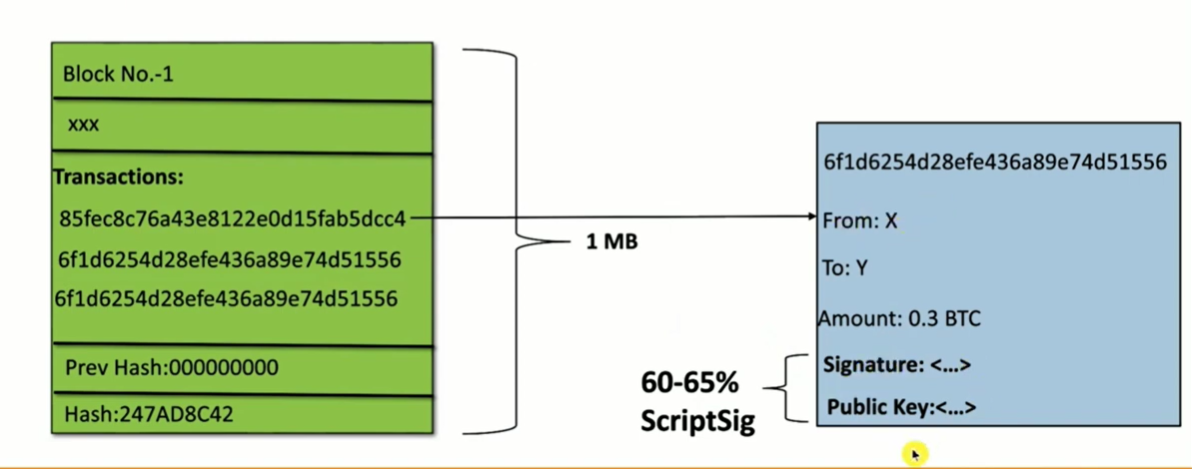 Block No.-1
xxx
Transactions:
85fec8c76a43e8122e0d15fab5dcc4
6f1d6254d28efe436a89e74d51556
6f1d6254d28efe436a89e74d51556
Prev Hash:000000000
Hash:247AD8C42
1 MB
6f1d6254d28efe436a89e74d51556
From: X
To: Y
Amount: 0.3 BTC
Signature: <...>
Public Key:<...>
60-65%
ScriptSig